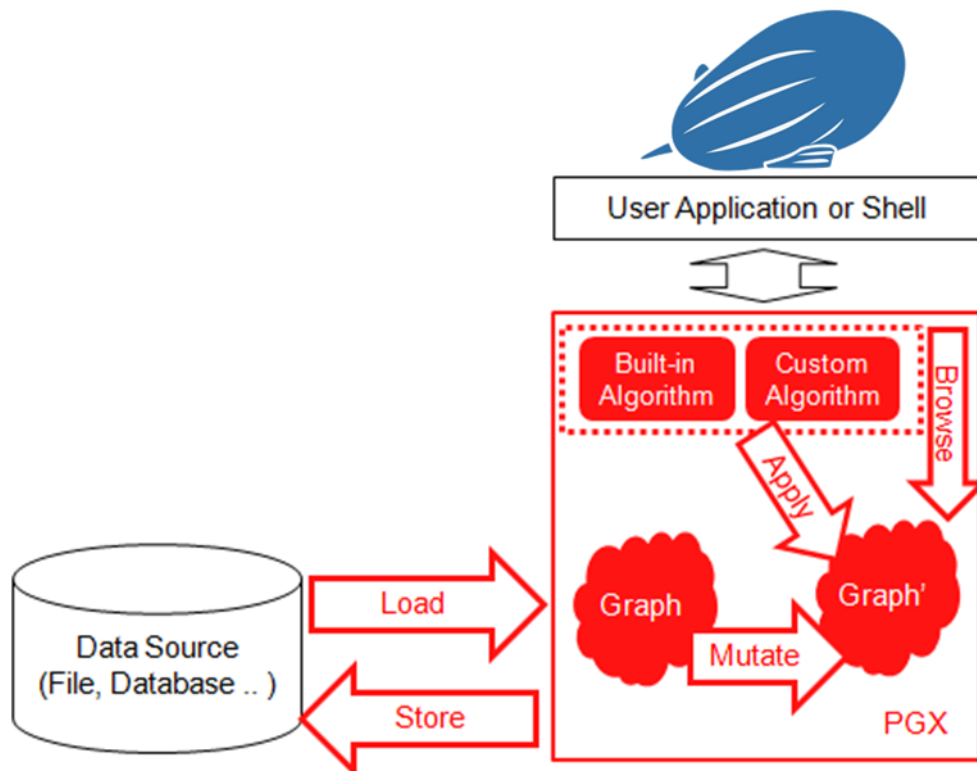 User Application or Shell
Built-in
Algorithm
Custom
Algorithm
Browse
Apply
Load
Graph
Graph'
Data Source
(File, Database .. )
Mutate
Store
PGX